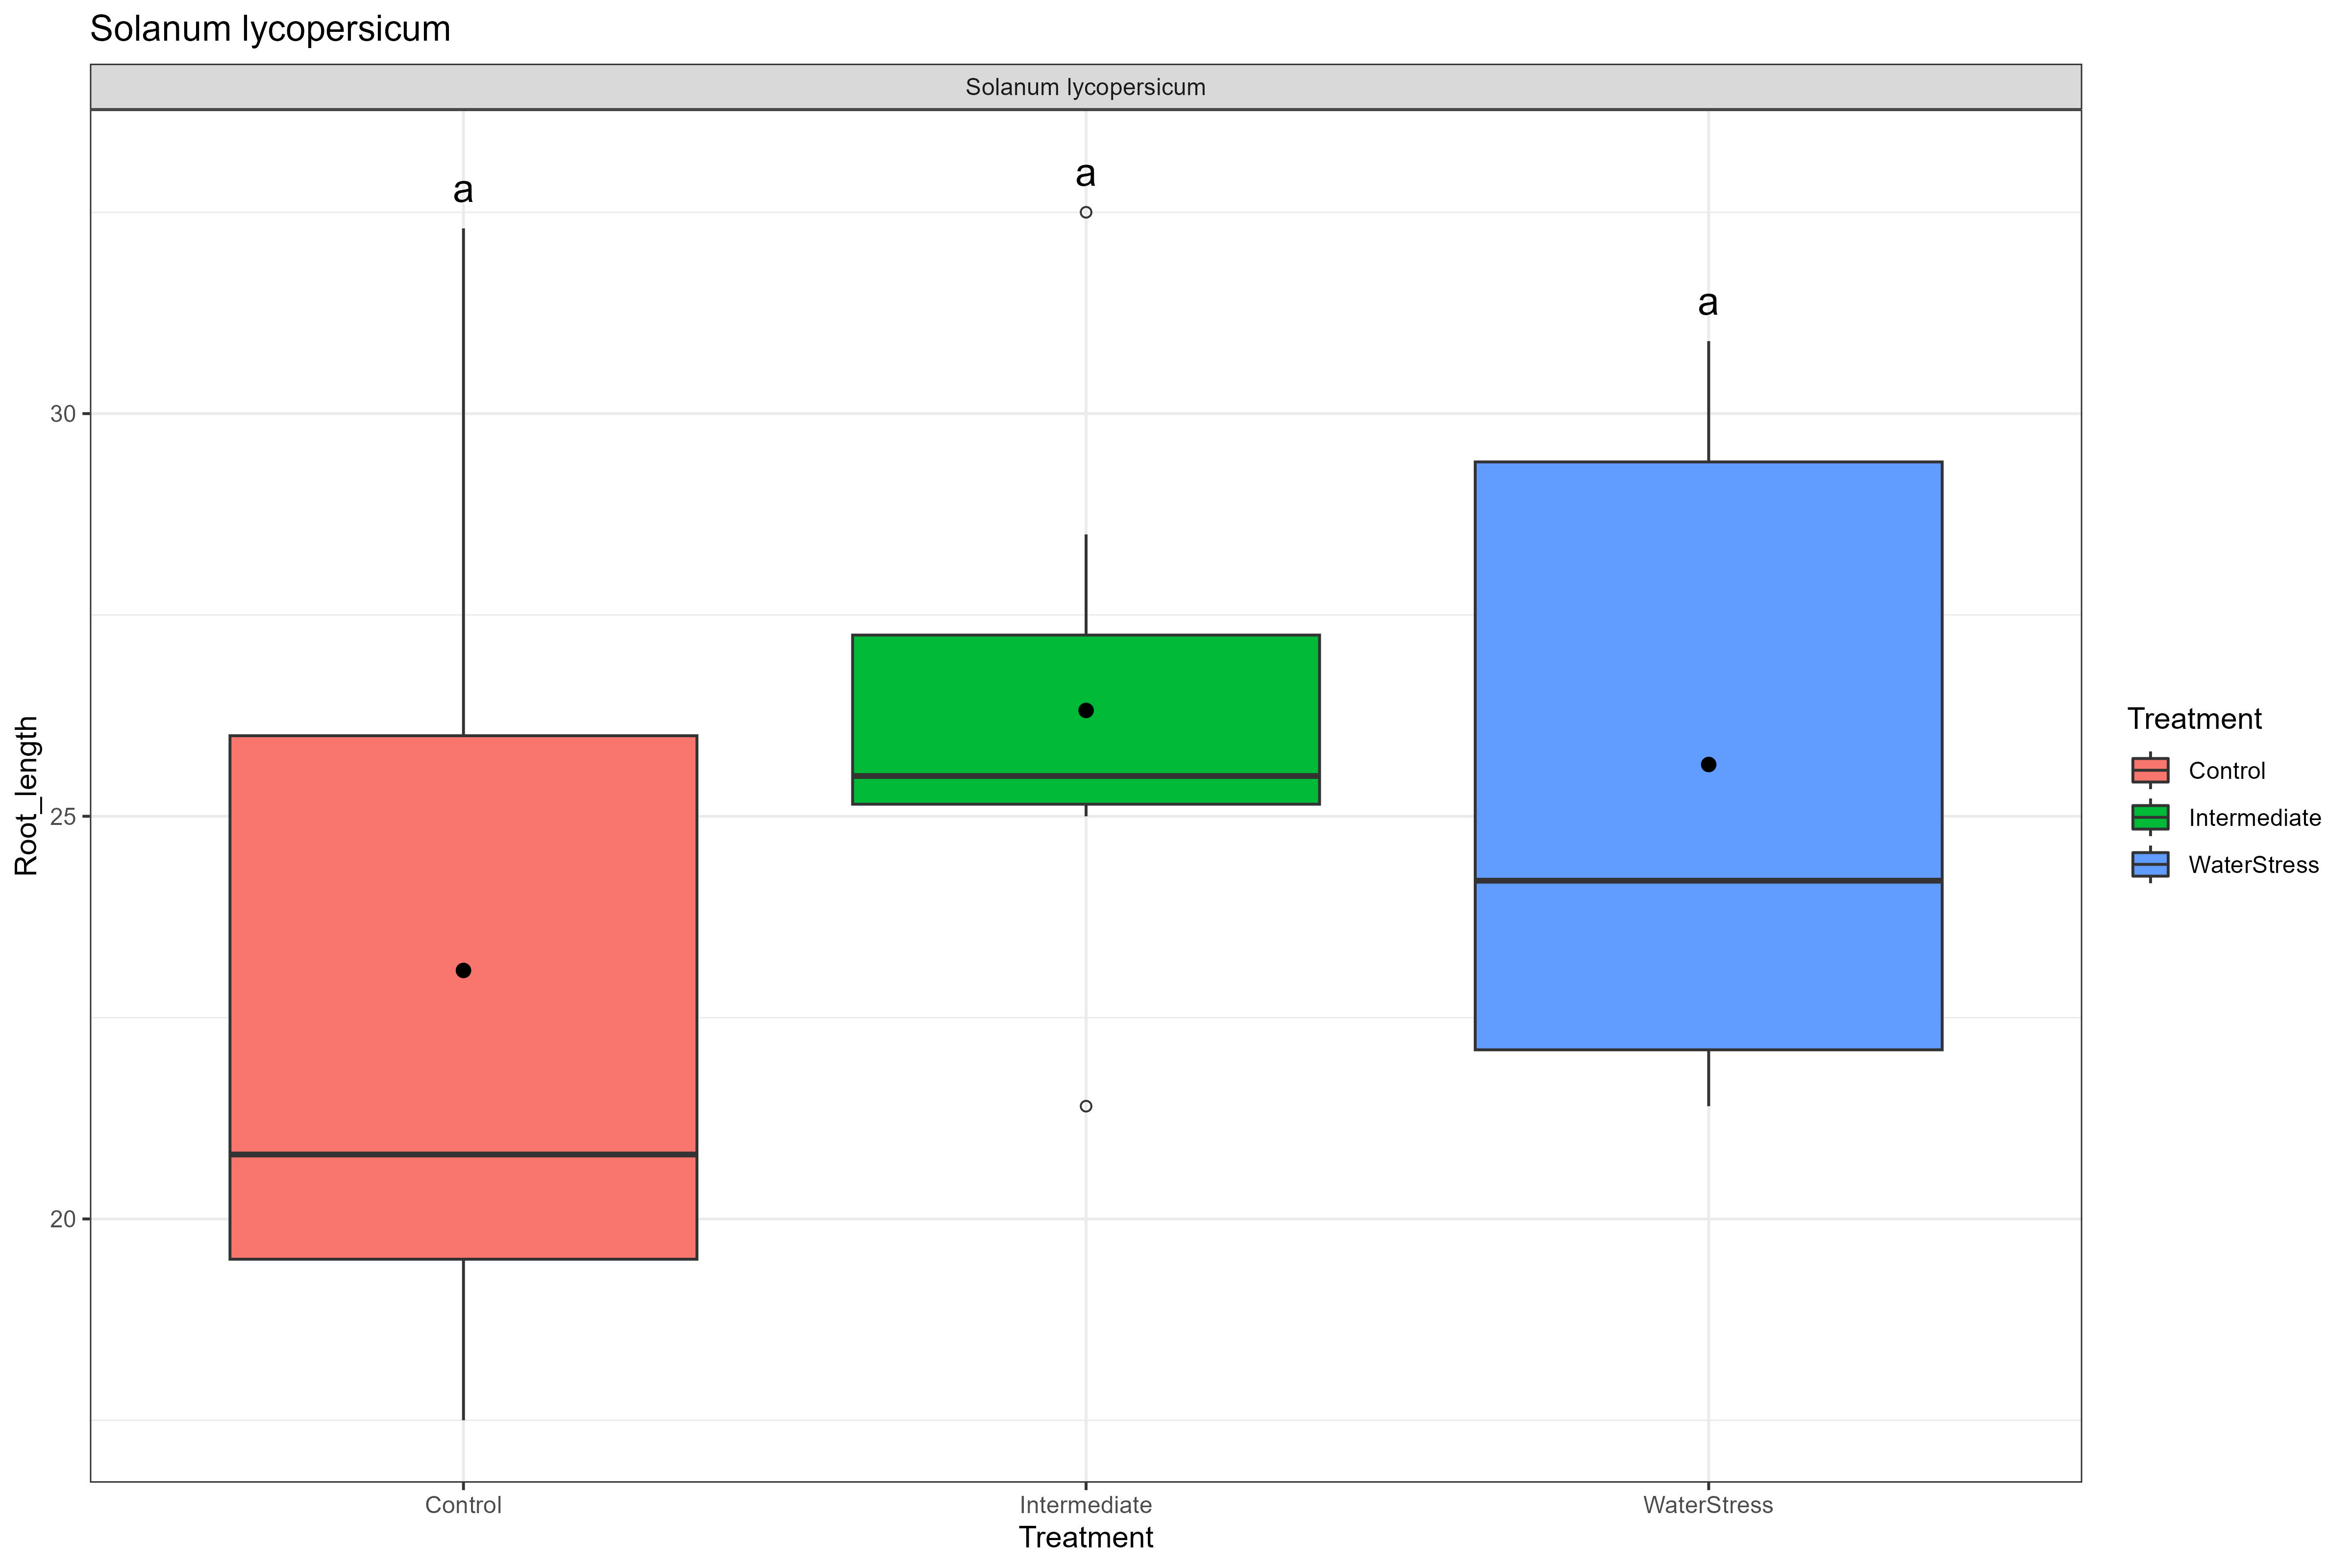 Solanum lycopersicum
Solanum lycopersicum
a
a
a
30
25
20
Root_length
Control
Intermediate
WaterStress
Treatment
Treatment
Control
Intermediate
WaterStress